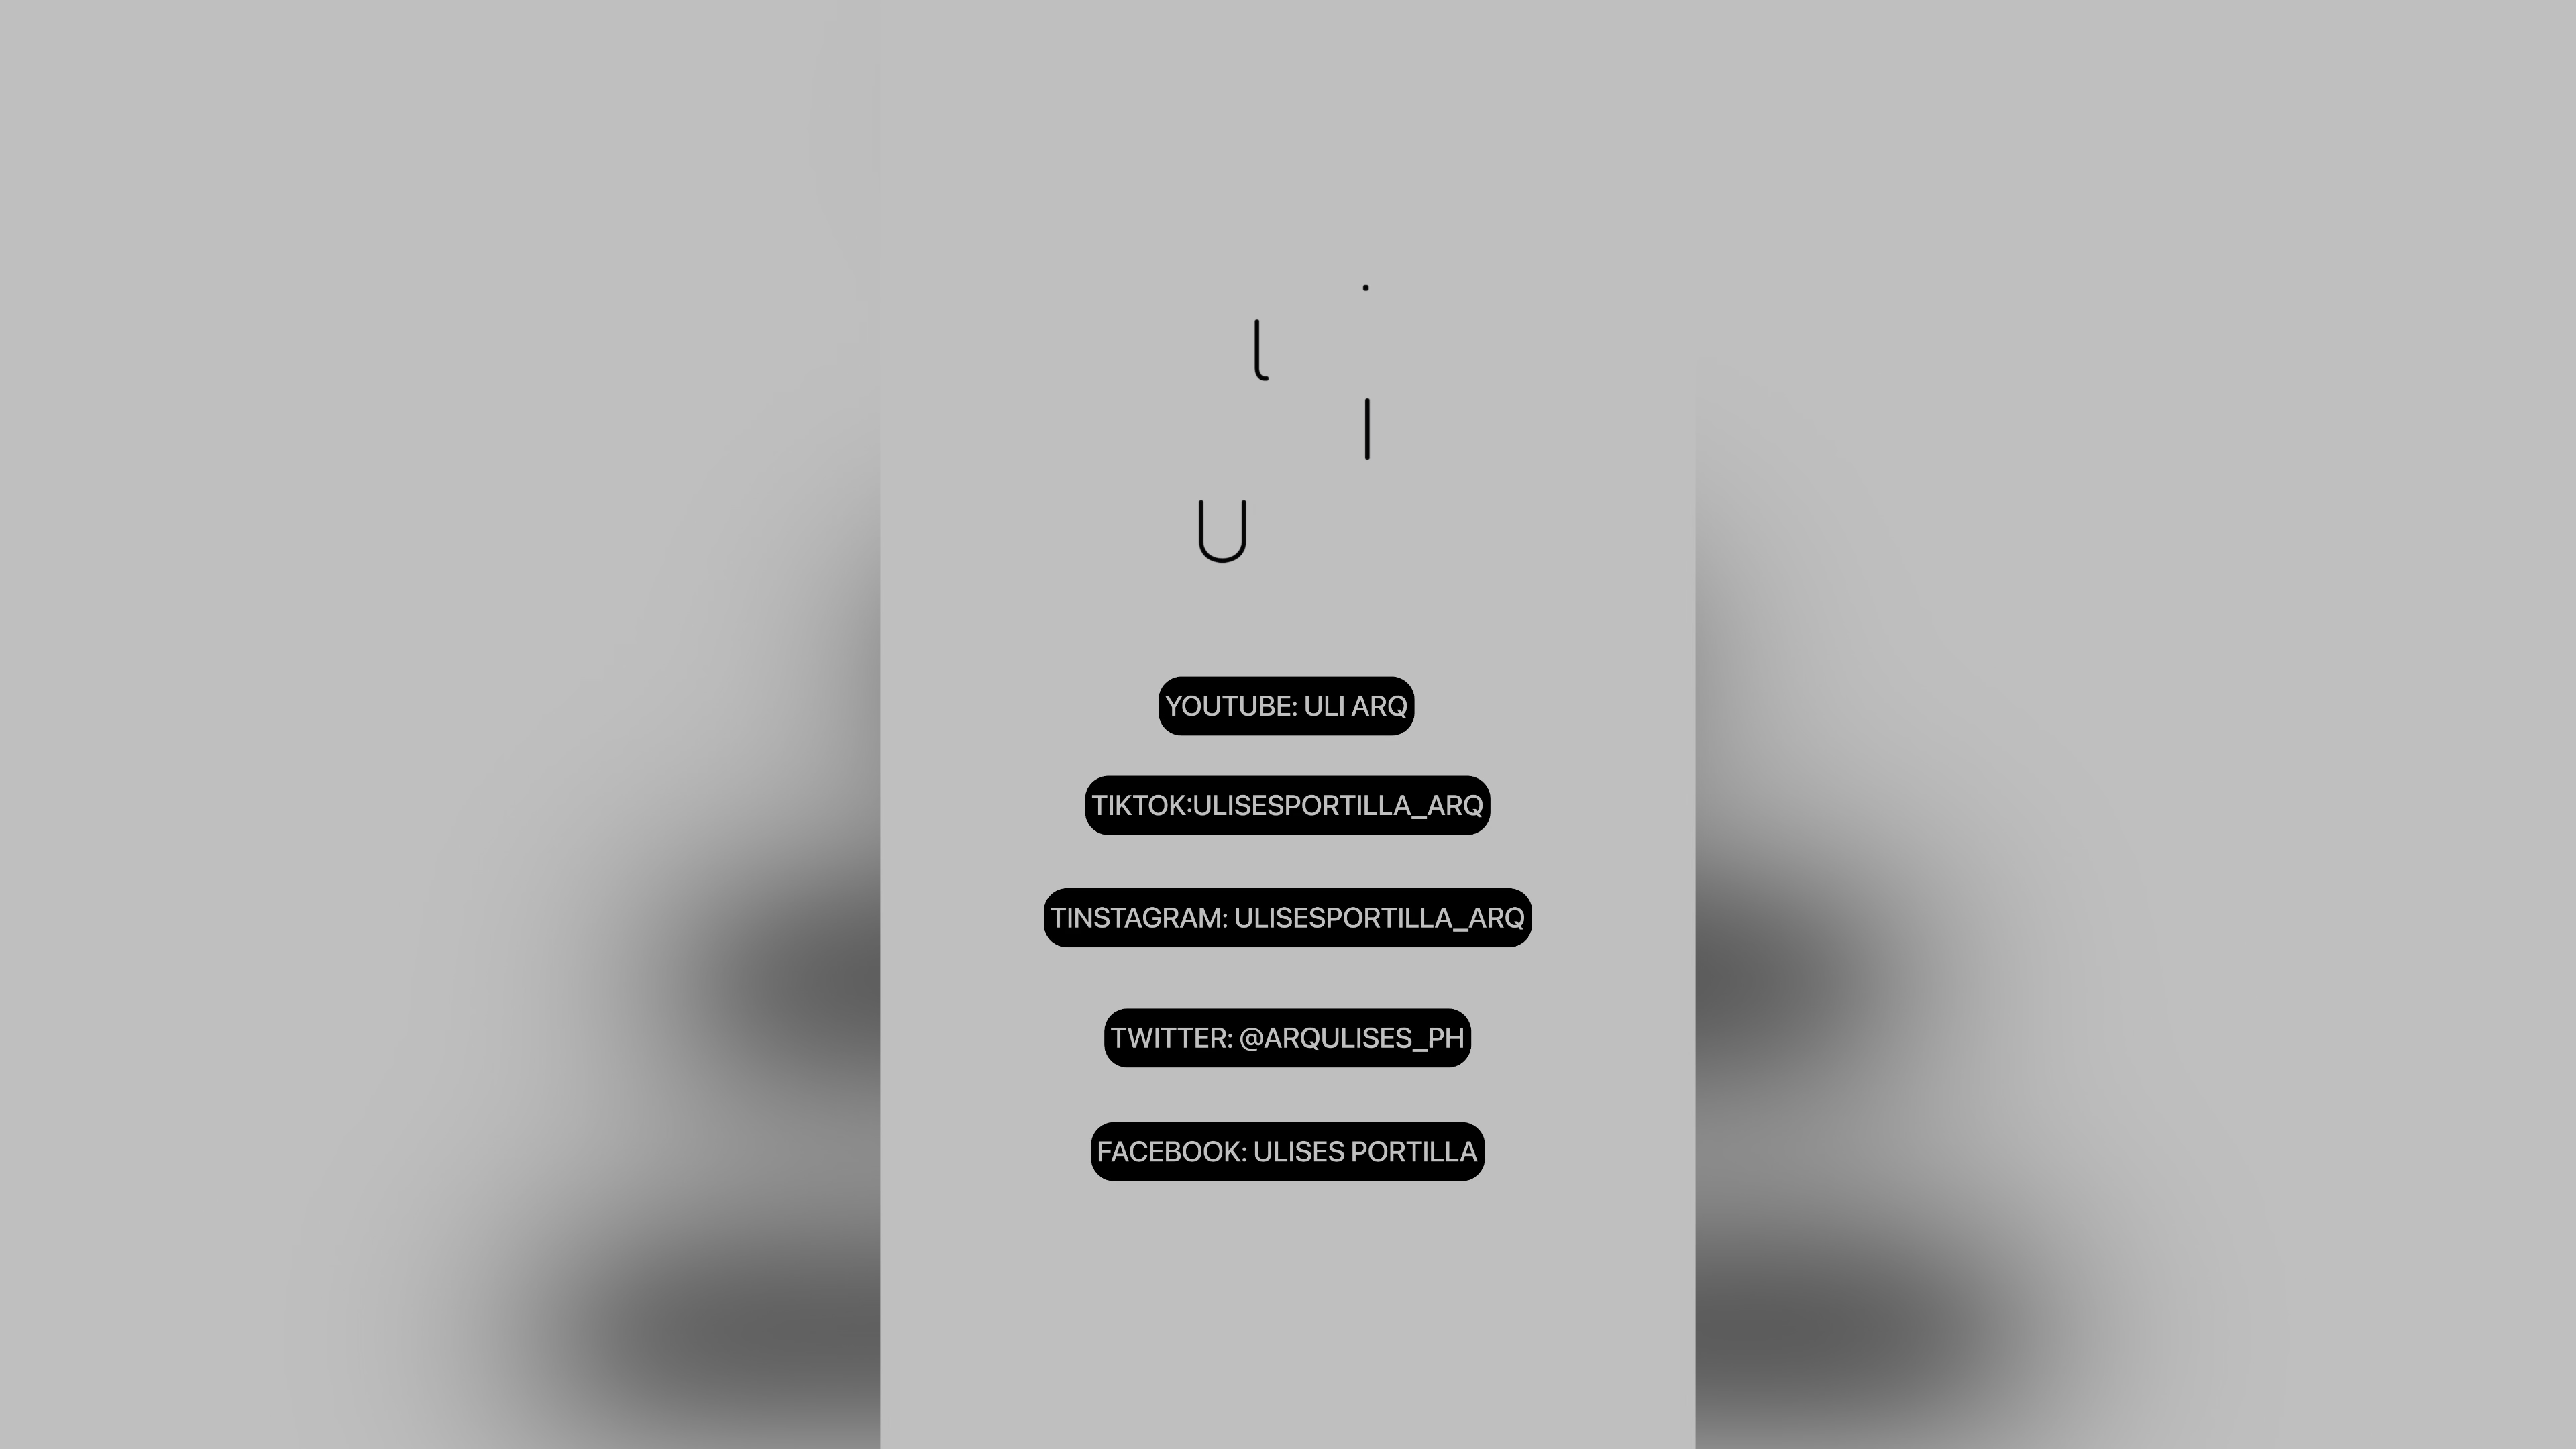 l
i
U
YOUTUBE: ULI ARQ
TIKTOK:ULISESPORTILLA_ARQ
TINSTAGRAM: ULISESPORTILLA_ARQ
TWITTER: @ARQULISES_PH
FACEBOOK: ULISES PORTILLA